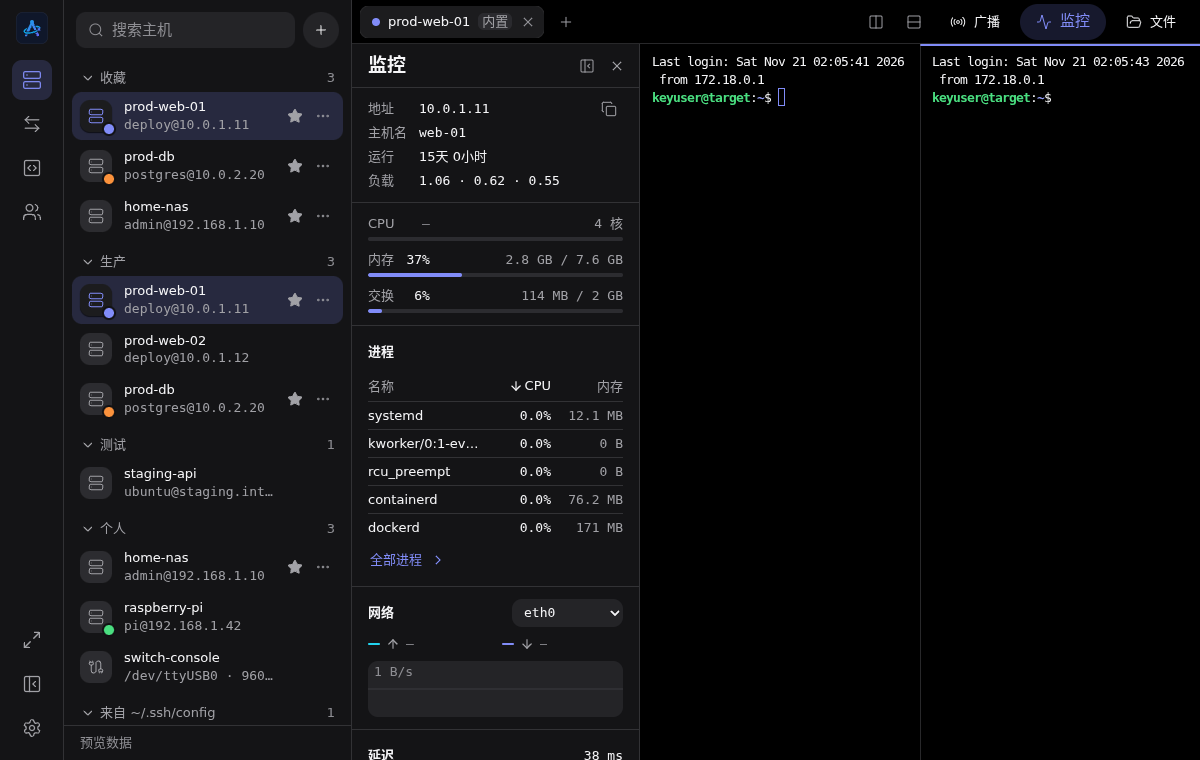 搜索主机
收藏 3
prod-web-01
deploy@10.0.1.11
prod-db
postgres@10.0.2.20
home-nas
admin@192.168.1.10
生产 3
prod-web-01
deploy@10.0.1.11
prod-web-02
deploy@10.0.1.12
prod-db
postgres@10.0.2.20
测试 1
staging-api
ubuntu@staging.int…
个人 3
home-nas
admin@192.168.1.10
raspberry-pi
pi@192.168.1.42
switch-console
/dev/ttyUSB0 · 960…
来自 ~/.ssh/config 1
预览数据
prod-web-01 内置
广播 监控 文件
监控
地址 10.0.1.11
主机名 web-01
运行 15天 0小时
负载 1.06 · 0.62 · 0.55
CPU — 4 核
内存 37% 2.8 GB / 7.6 GB
交换 6% 114 MB / 2 GB
进程
名称 CPU 内存
systemd 0.0% 12.1 MB
kworker/0:1-ev… 0.0% 0 B
rcu_preempt 0.0% 0 B
containerd 0.0% 76.2 MB
dockerd 0.0% 171 MB
全部进程
网络 eth0
↑ — ↓ —
1 B/s
延迟 38 ms
Last login: Sat Nov 21 02:05:41 2026
from 172.18.0.1
keyuser@target:~$
Last login: Sat Nov 21 02:05:43 2026
from 172.18.0.1
keyuser@target:~$